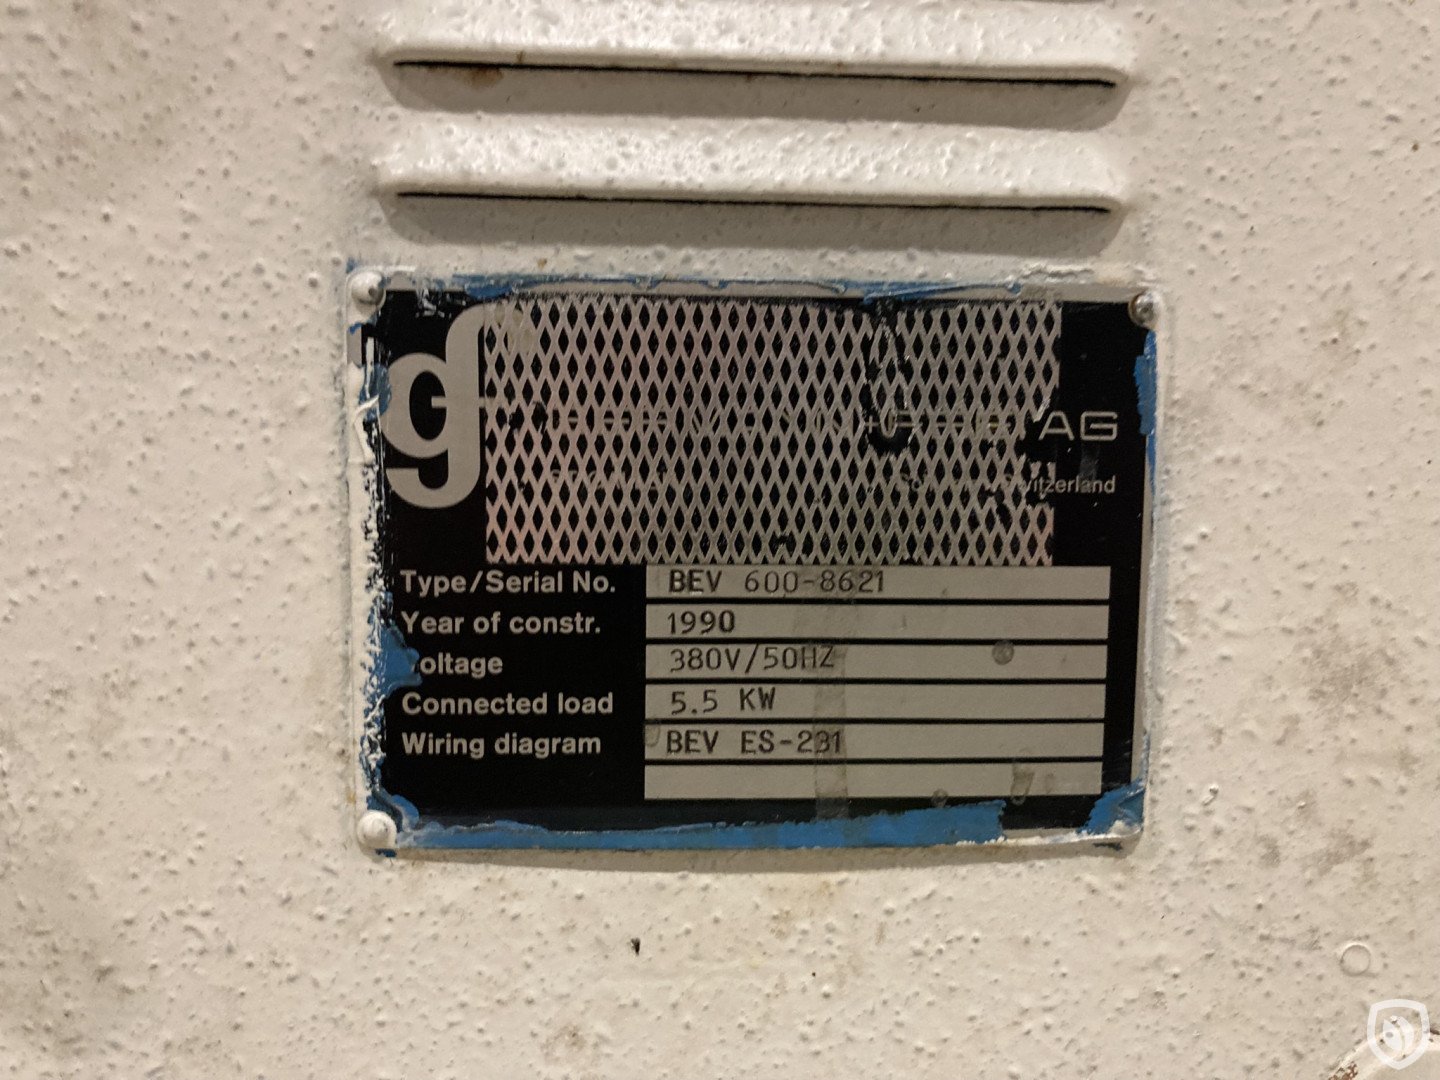 AG
Switzerland
Type/Serial No. BEV 600-8621
Year of constr. 1990
Voltage 380V/50HZ
Connected load 5.5 KW
Wiring diagram BEV ES-231